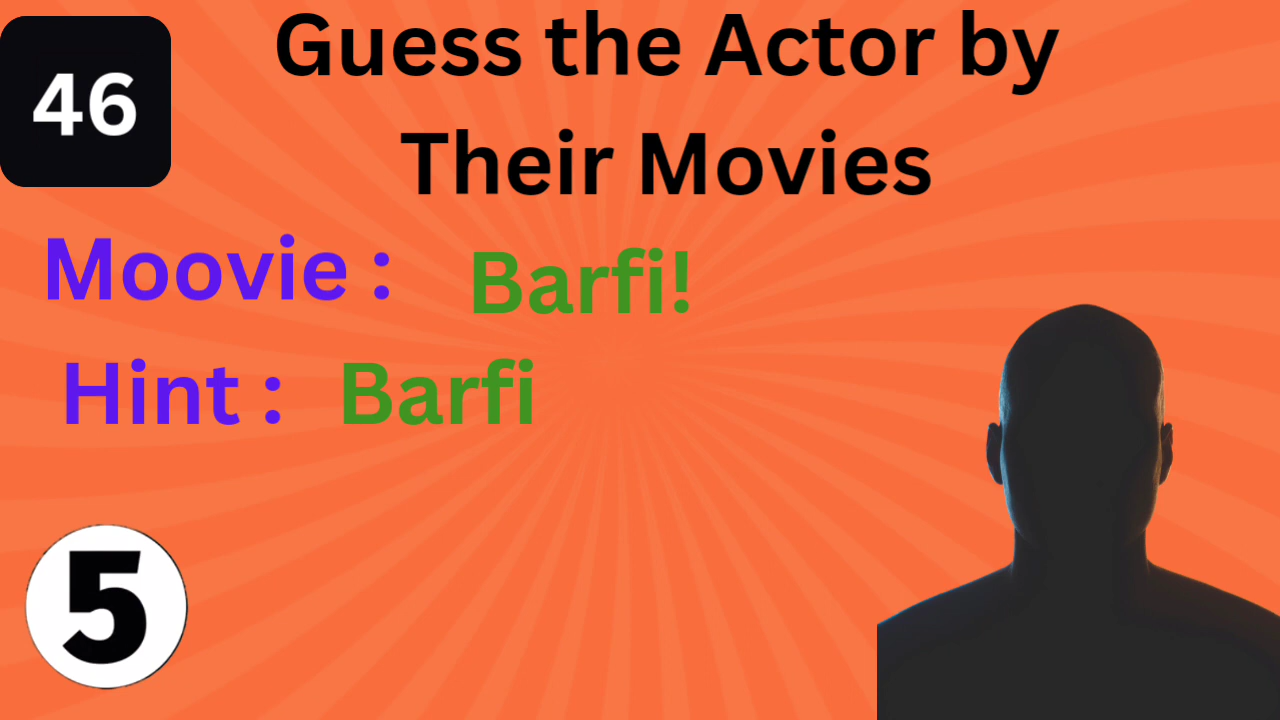 46
Guess the Actor by
Their Movies
Moovie : Barfi!
Hint : Barfi
5